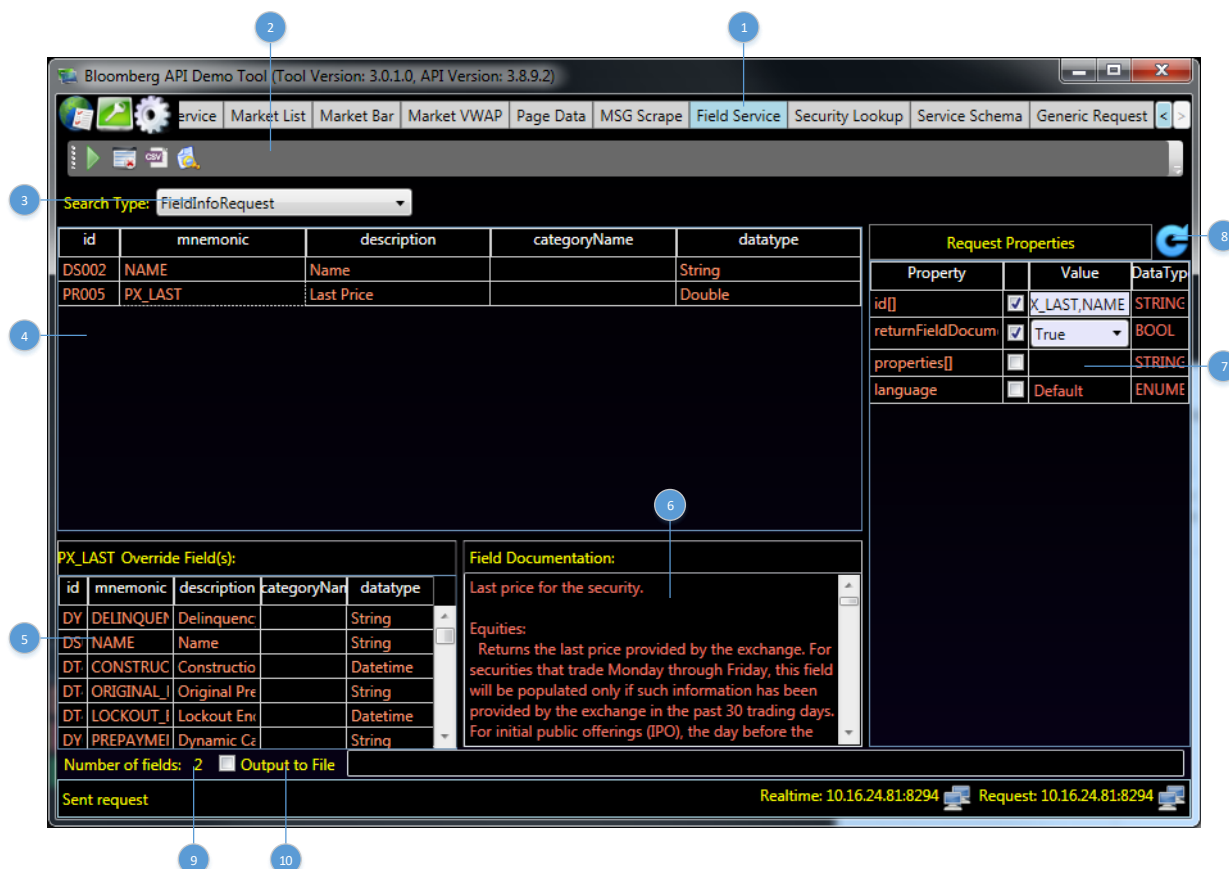 2
1
Bloomberg API Demo Tool (Tool Version: 3.0.1.0, API Version: 3.8.9.2)
ervice Market List Market Bar Market VWAP Page Data MSG Scrape Field Service Security Lookup Service Schema Generic Request < >
CSV
3
Search Type: FieldInfoRequest
8
id mnemonic description categoryName datatype
DS002 NAME Name String
PR005 PX_LAST Last Price Double
4
Request Properties
Property Value DataTyp
id[] X_LAST,NAME STRING
returnFieldDocum True BOOL
properties[] STRING
7
language Default ENUME
6
PX_LAST Override Field(s):
id mnemonic description categoryNam datatype
DY DELINQUEN Delinquenc String
5
DS NAME Name String
DT CONSTRUC Constructio Datetime
DT ORIGINAL_I Original Pre String
DT LOCKOUT_E Lockout End Datetime
DY PREPAYMEI Dynamic Ca String
Field Documentation:
Last price for the security.
Equities:
Returns the last price provided by the exchange. For
securities that trade Monday through Friday, this field
will be populated only if such information has been
provided by the exchange in the past 30 trading days.
For initial public offerings (IPO), the day before the
Number of fields: 2 Output to File
Sent request Realtime: 10.16.24.81:8294 Request: 10.16.24.81:8294
9
10